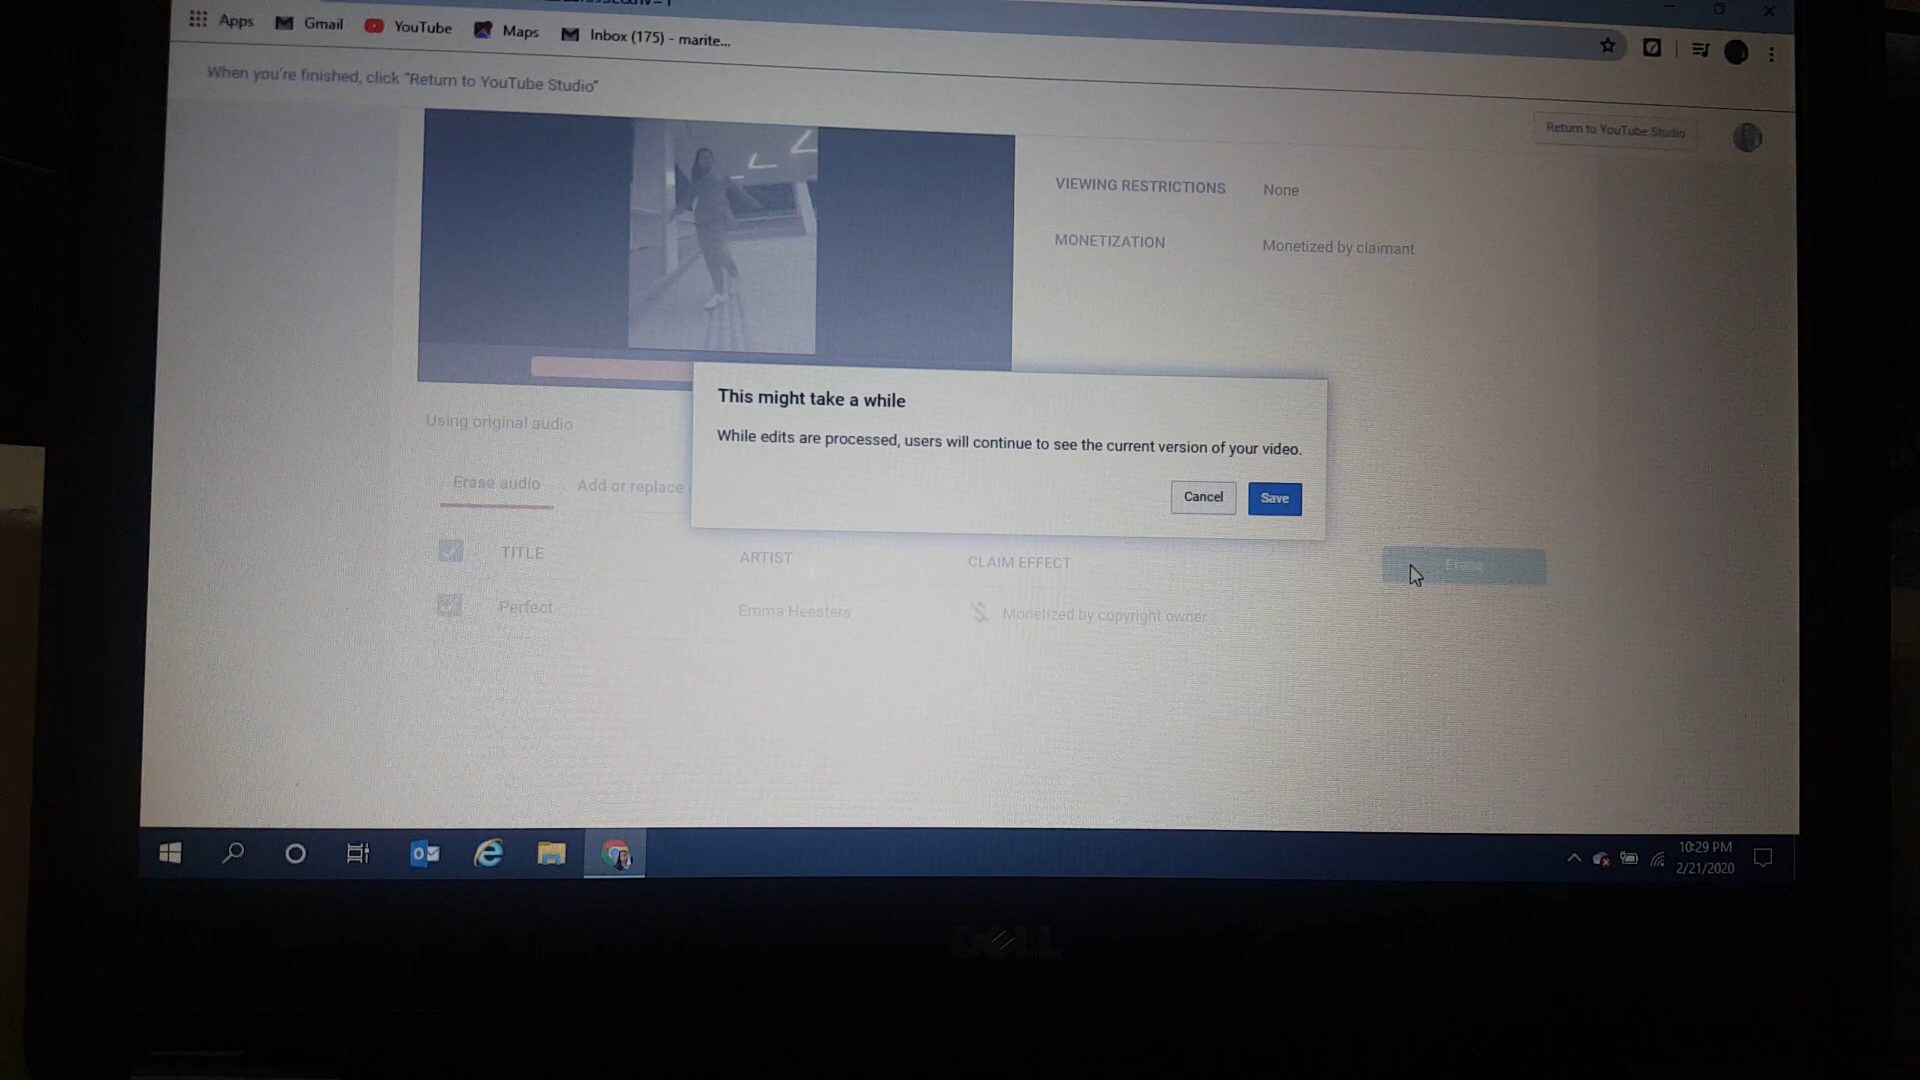 Apps Gmail YouTube Maps Inbox (175) - marite...
When you're finished, click "Return to YouTube Studio"
Return to YouTube Studio
VIEWING RESTRICTIONS None
MONETIZATION Monetized by claimant
This might take a while
While edits are processed, users will continue to see the current version of your video.
Cancel Save
Using original audio
Erase audio Add or replace
TITLE ARTIST CLAIM EFFECT Erase
Perfect Emma Heesters Monetized by copyright owner
10:29 PM
2/21/2020
DELL